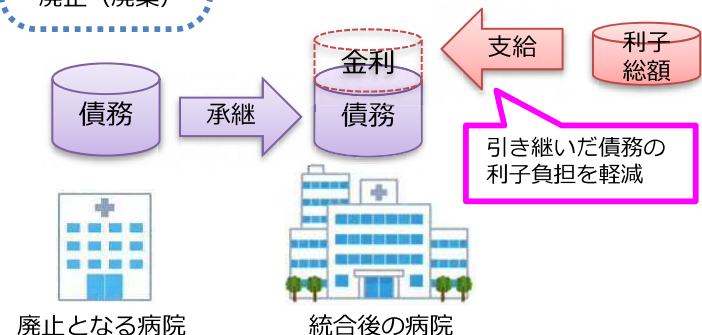 廃止（廃業）
支給
利子
総額
金利
債務
承継
債務
引き継いだ債務の
利子負担を軽減
廃止となる病院
統合後の病院